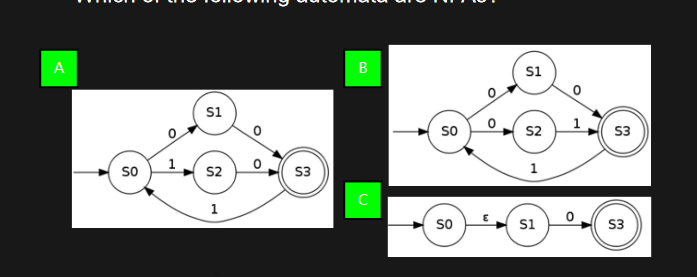 Which of the following automata are NFAs?
A
S1
0
0
S0
1
S2
0
S3
1
B
S1
0
0
S0
0
S2
1
S3
1
C
S0
ε
S1
0
S3